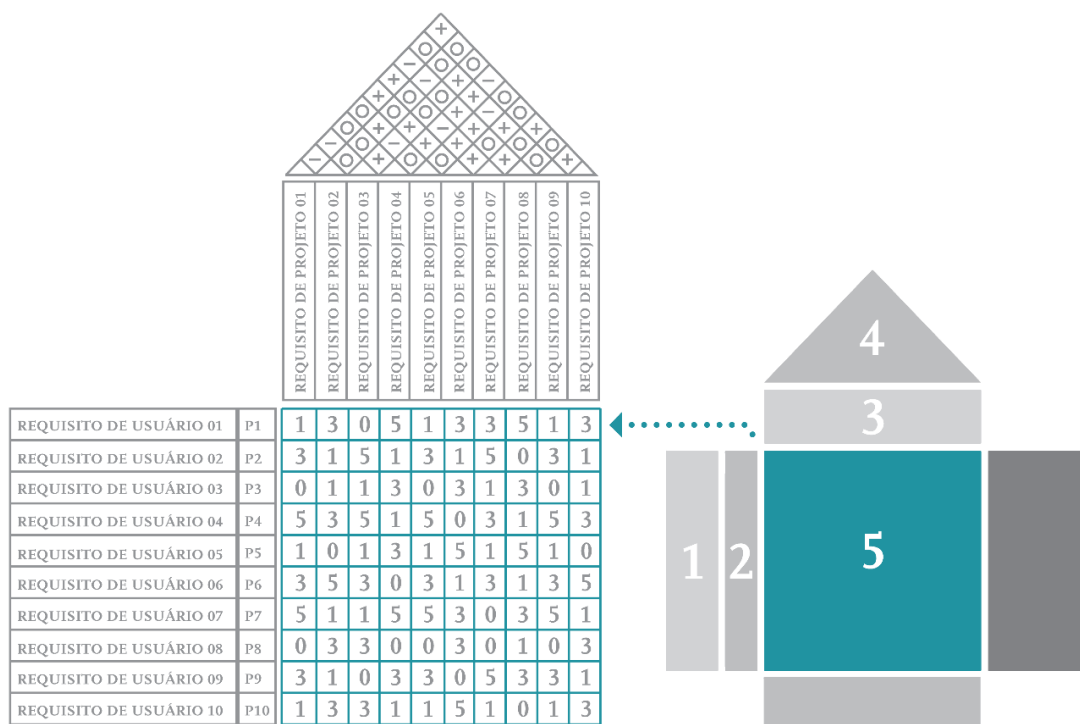 +
O O
− O O
+ − + −
+ O O + O
O O + O + +
O + + − + O O
− O − O O + + O
− O + O O + + O +
REQUISITO DE PROJETO 01
REQUISITO DE PROJETO 02
REQUISITO DE PROJETO 03
REQUISITO DE PROJETO 04
REQUISITO DE PROJETO 05
REQUISITO DE PROJETO 06
REQUISITO DE PROJETO 07
REQUISITO DE PROJETO 08
REQUISITO DE PROJETO 09
REQUISITO DE PROJETO 10
REQUISITO DE USUÁRIO 01 P1 1 3 0 5 1 3 3 5 1 3
REQUISITO DE USUÁRIO 02 P2 3 1 5 1 3 1 5 0 3 1
REQUISITO DE USUÁRIO 03 P3 0 1 1 3 0 3 1 3 0 1
REQUISITO DE USUÁRIO 04 P4 5 3 5 1 5 0 3 1 5 3
REQUISITO DE USUÁRIO 05 P5 1 0 1 3 1 5 1 5 1 0
REQUISITO DE USUÁRIO 06 P6 3 5 3 0 3 1 3 1 3 5
REQUISITO DE USUÁRIO 07 P7 5 1 1 5 5 3 0 3 5 1
REQUISITO DE USUÁRIO 08 P8 0 3 3 0 0 3 0 1 0 3
REQUISITO DE USUÁRIO 09 P9 3 1 0 3 3 0 5 3 3 1
REQUISITO DE USUÁRIO 10 P10 1 3 3 1 1 5 1 0 1 3
4
3
1 2 5